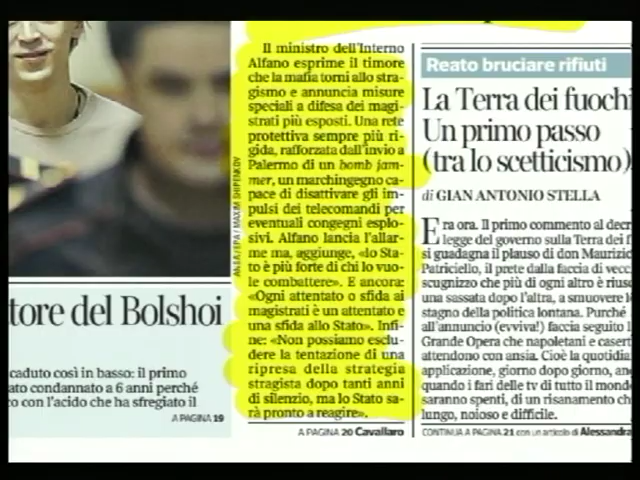 Il ministro dell'Interno
Alfano esprime il timore
che la mafia torni allo stra-
gismo e annuncia misure
speciali a difesa dei magi-
strati più esposti. Una rete
protettiva sempre più ri-
gida, rafforzata dall'invio a
Palermo di un bomb jam-
mer, un marchingegno ca-
pace di disattivare gli im-
pulsi dei telecomandi per
eventuali congegni esplo-
sivi. Alfano lancia l'allar-
me ma, aggiunge, «lo Sta-
to è più forte di chi lo vuo-
le combattere». E ancora:
«Ogni attentato o sfida ai
magistrati è un attentato e
una sfida allo Stato». Infi-
ne: «Non possiamo esclu-
dere la tentazione di una
ripresa della strategia
stragista dopo tanti anni
di silenzio, ma lo Stato sa-
rà pronto a reagire».
A PAGINA 20 Cavallaro
Reato bruciare rifiuti
La Terra dei fuochi
Un primo passo
(tra lo scetticismo)
di GIAN ANTONIO STELLA
Era ora. Il primo commento al decre
legge del governo sulla Terra dei f
si guadagna il plauso di don Maurizio
Patriciello, il prete dalla faccia di vecc
scugnizzo che più di ogni altro è riusc
una sassata dopo l'altra, a smuovere l
stagno della politica lontana. Purché
all'annuncio (evviva!) faccia seguito l
Grande Opera che napoletani e casert
attendono con ansia. Cioè la quotidia
applicazione, giorno dopo giorno, an
quando i fari delle tv di tutto il mond
saranno spenti, di un risanamento ch
lungo, noioso e difficile.
CONTINUA A PAGINA 21 con un articolo di Alessandra
ANSA / EPA / MAXIM SHIPENKOV
tore del Bolshoi
caduto così in basso: il primo
ato condannato a 6 anni perché
co con l'acido che ha sfregiato il
A PAGINA 19